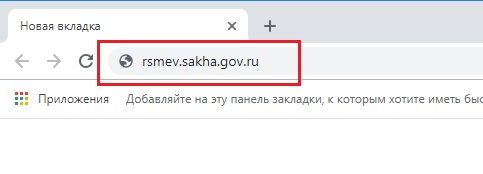 Новая вкладка
rsmev.sakha.gov.ru
Приложения Добавляйте на эту панель закладки, к которым хотите иметь быс